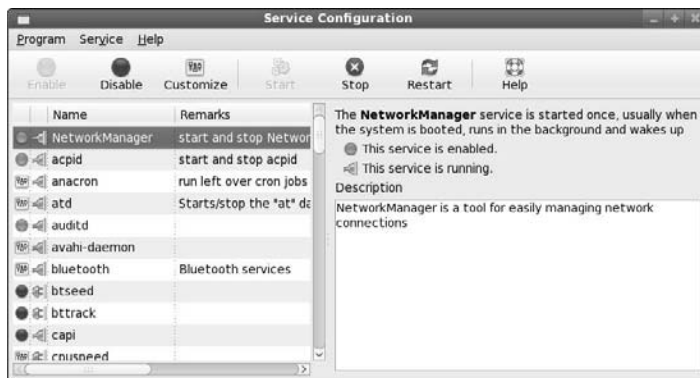 Service Configuration
Program Service Help
Enable Disable Customize Start Stop Restart Help
Name Remarks
NetworkManager start and stop Networ
acpid start and stop acpid
anacron run left over cron jobs
atd Starts/stop the "at" da
auditd
avahi-daemon
bluetooth Bluetooth services
btseed
bttrack
capi
cpuspeed
The NetworkManager service is started once, usually when
the system is booted, runs in the background and wakes up
This service is enabled.
This service is running.
Description
NetworkManager is a tool for easily managing network
connections